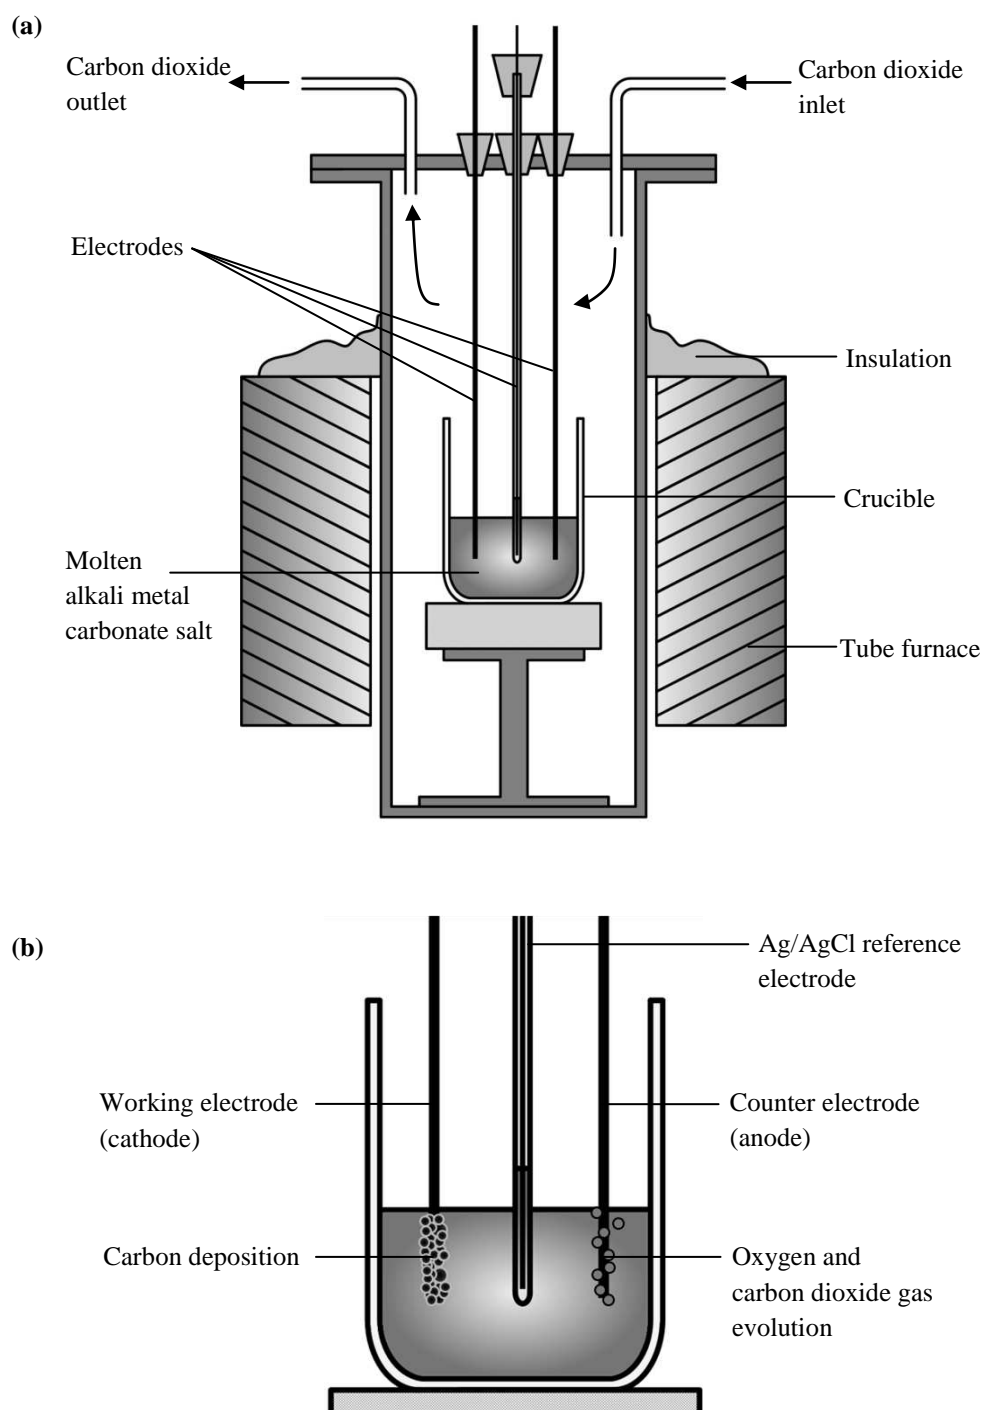 (a)
Carbon dioxide
outlet
Carbon dioxide
inlet
Electrodes
Insulation
Crucible
Molten
alkali metal
carbonate salt
Tube furnace
(b)
Ag/AgCl reference
electrode
Working electrode
(cathode)
Counter electrode
(anode)
Carbon deposition
Oxygen and
carbon dioxide gas
evolution